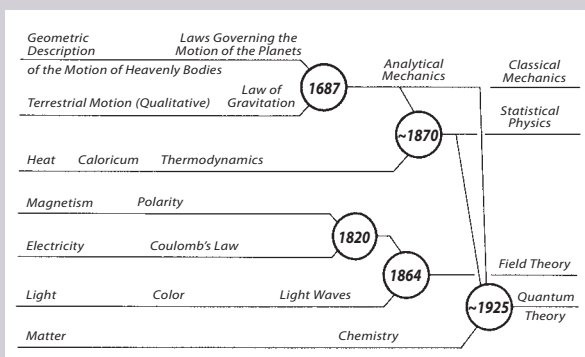 Geometric Description
Laws Governing the Motion of the Planets
of the Motion of Heavenly Bodies
1687
Analytical Mechanics
Classical Mechanics
Terrestrial Motion (Qualitative)
Law of Gravitation
~1870
Statistical Physics
Heat Caloricum Thermodynamics
Magnetism Polarity
1820
Electricity Coulomb's Law
1864
Field Theory
Light Color Light Waves
~1925
Quantum Theory
Matter Chemistry